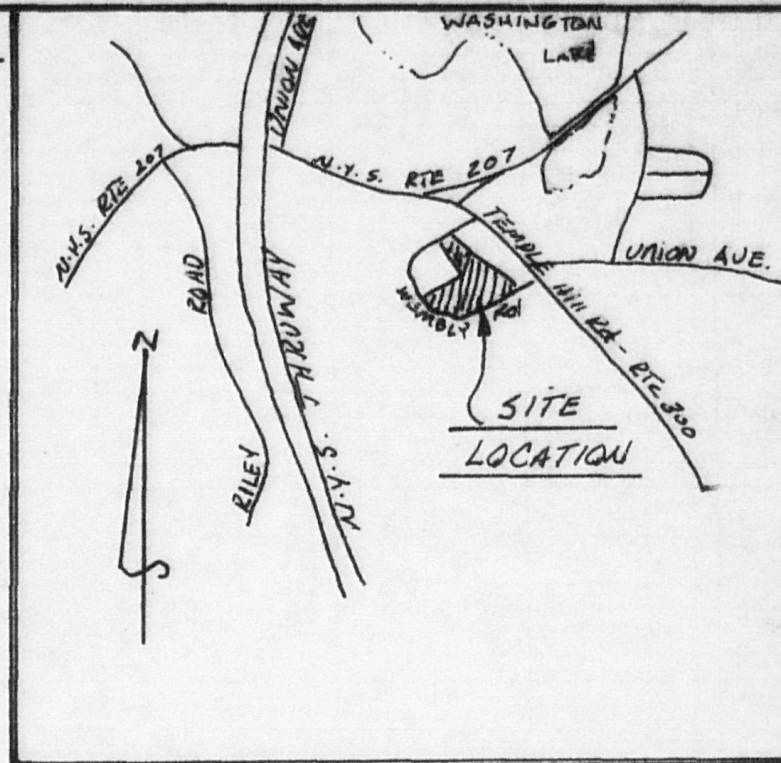 WASHINGTON
LAKE
UNION AVE
N.Y.S. RTE 207
N.Y.S. RTE 207
TEMPLE Hill Rd - RTE 300
UNION AVE.
ROAD
RILEY
N.Y.S. THRUWAY
WEMBLY Rd
SITE
LOCATION
N
S